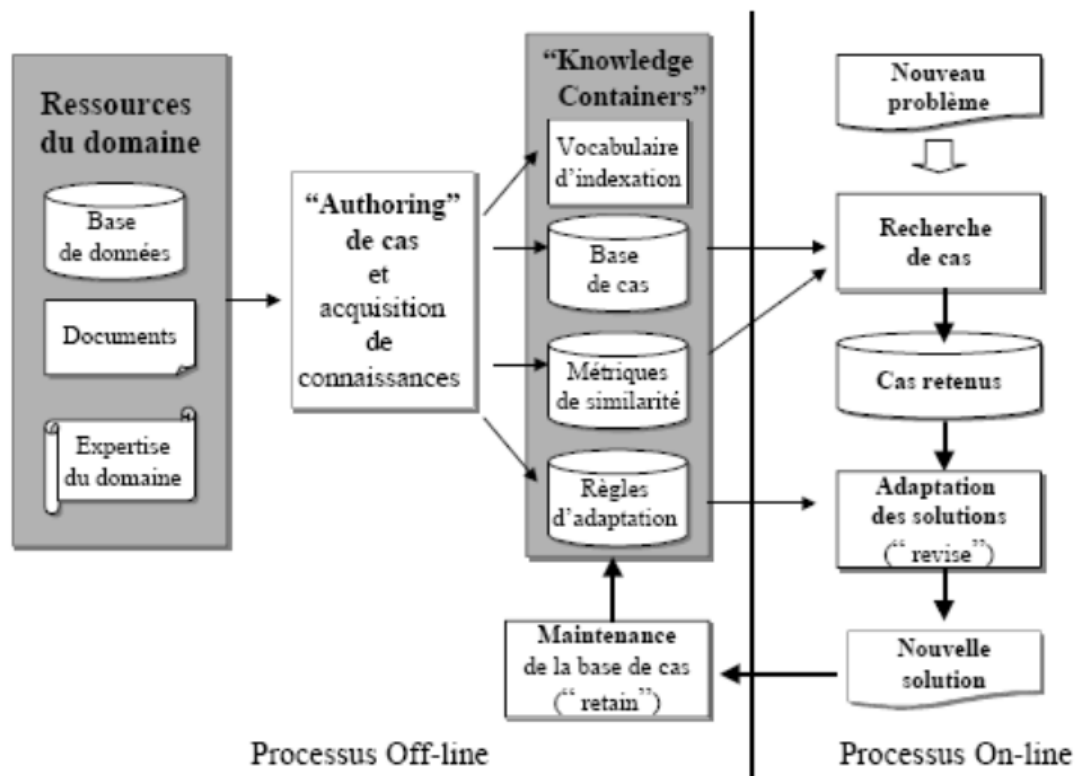 Ressources
du domaine
Base
de données
Documents
Expertise
du domaine
“Authoring”
de cas
et
acquisition
de
connaissances
“Knowledge
Containers”
Vocabulaire
d’indexation
Base
de cas
Métriques
de similarité
Règles
d’adaptation
Maintenance
de la base de cas
(“ retain”)
Nouveau
problème
Recherche
de cas
Cas retenus
Adaptation
des solutions
(“ revise”)
Nouvelle
solution
Processus Off-line
Processus On-line